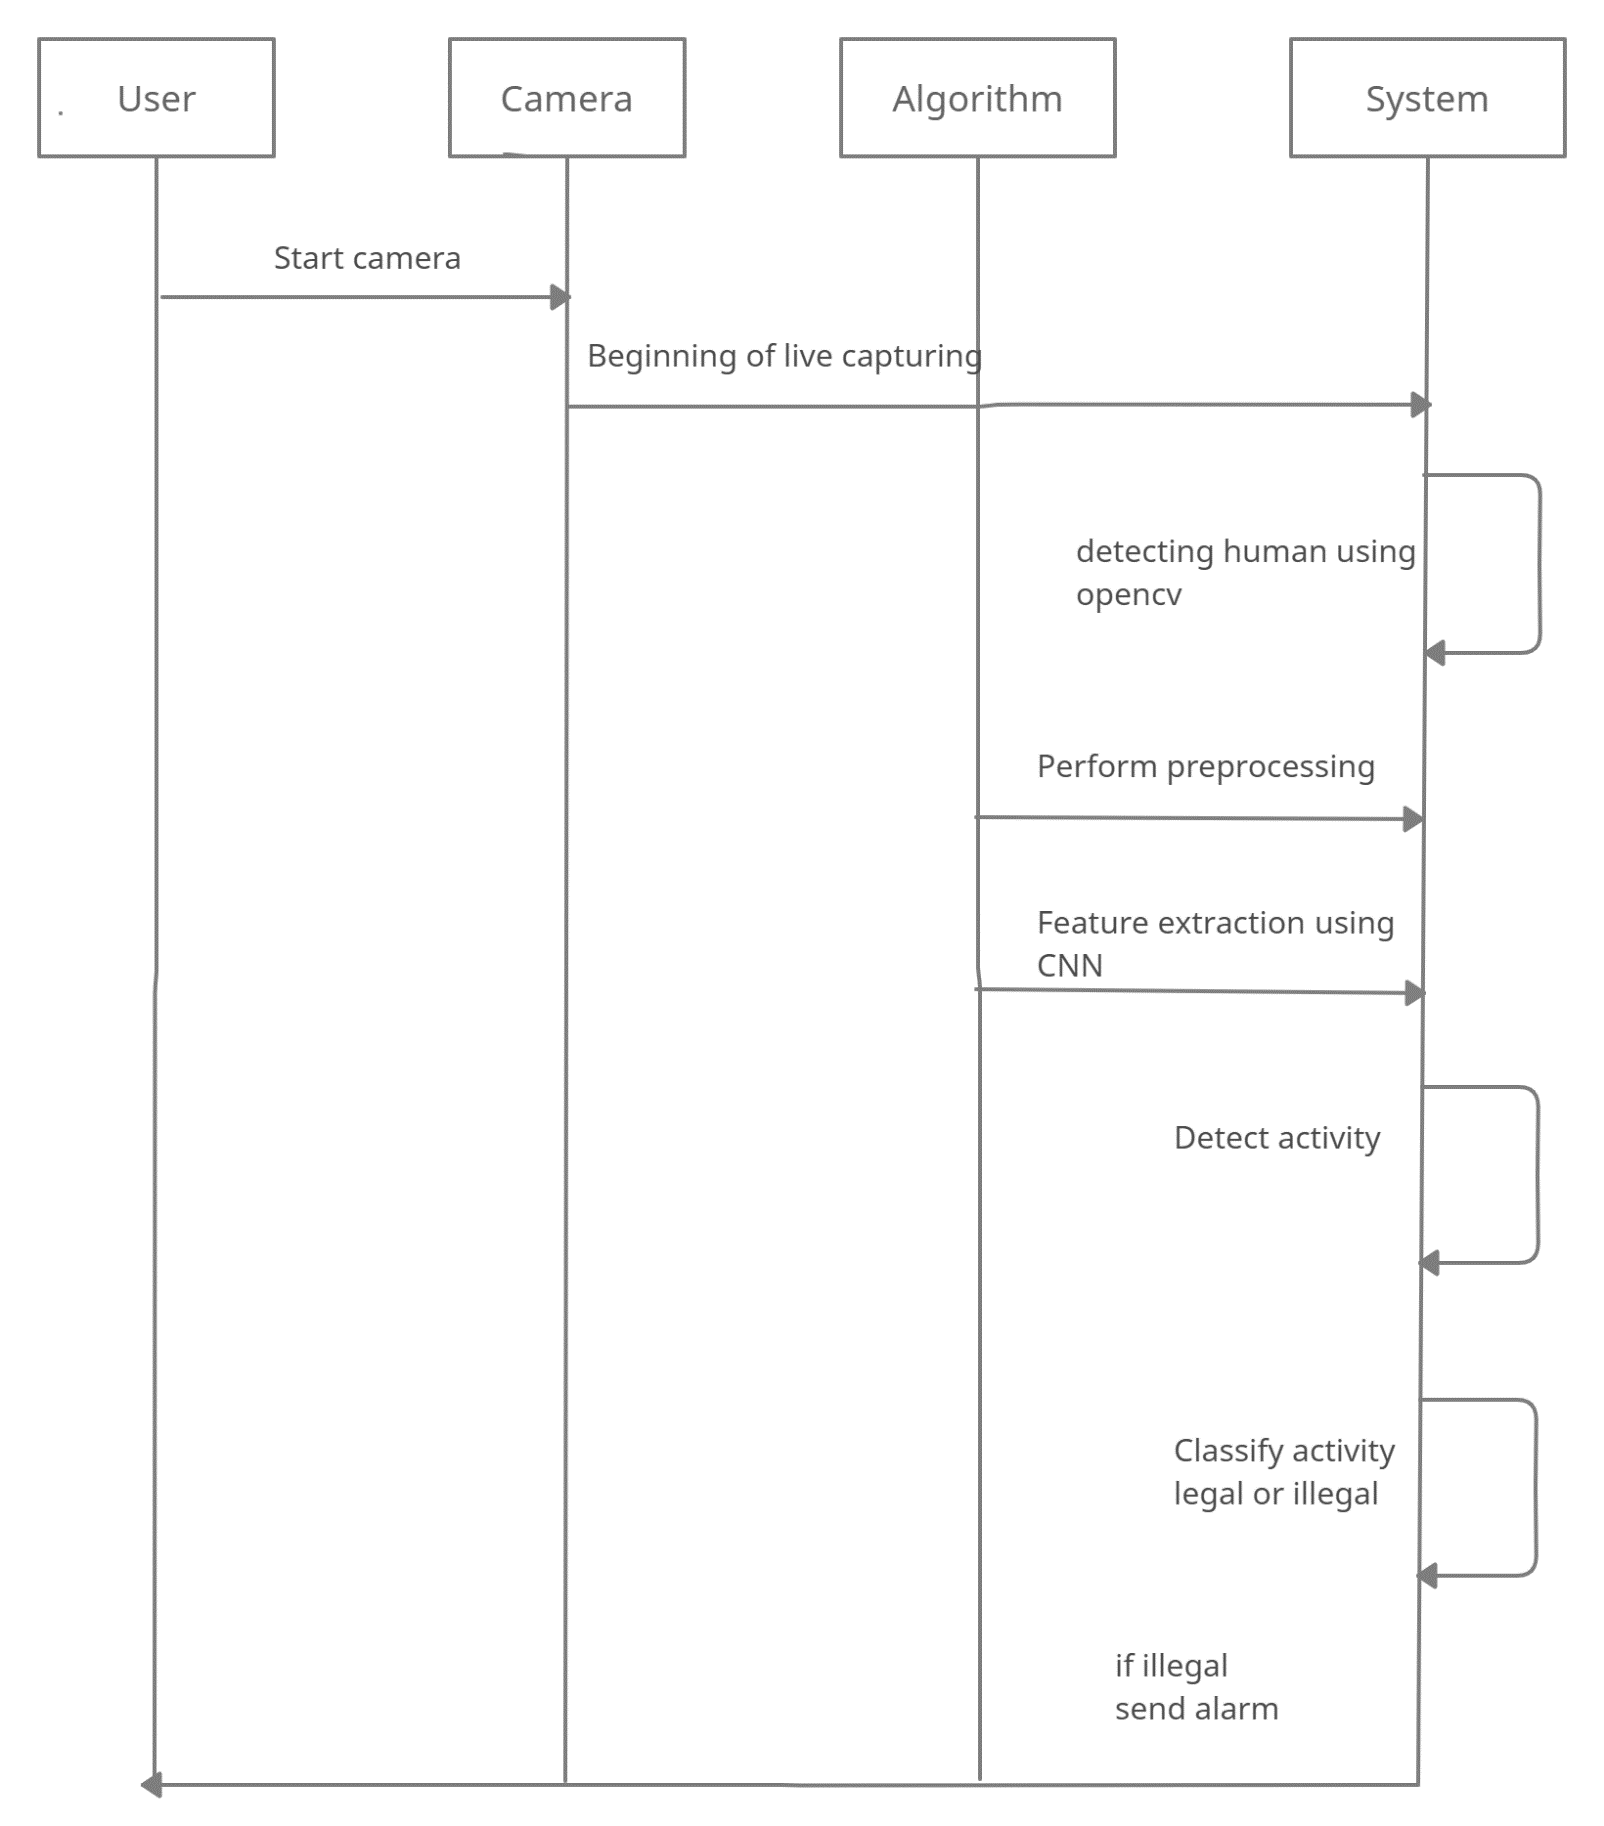 User
Camera
Algorithm
System
Start camera
Beginning of live capturing
detecting human using
opencv
Perform preprocessing
Feature extraction using
CNN
Detect activity
Classify activity
legal or illegal
if illegal
send alarm